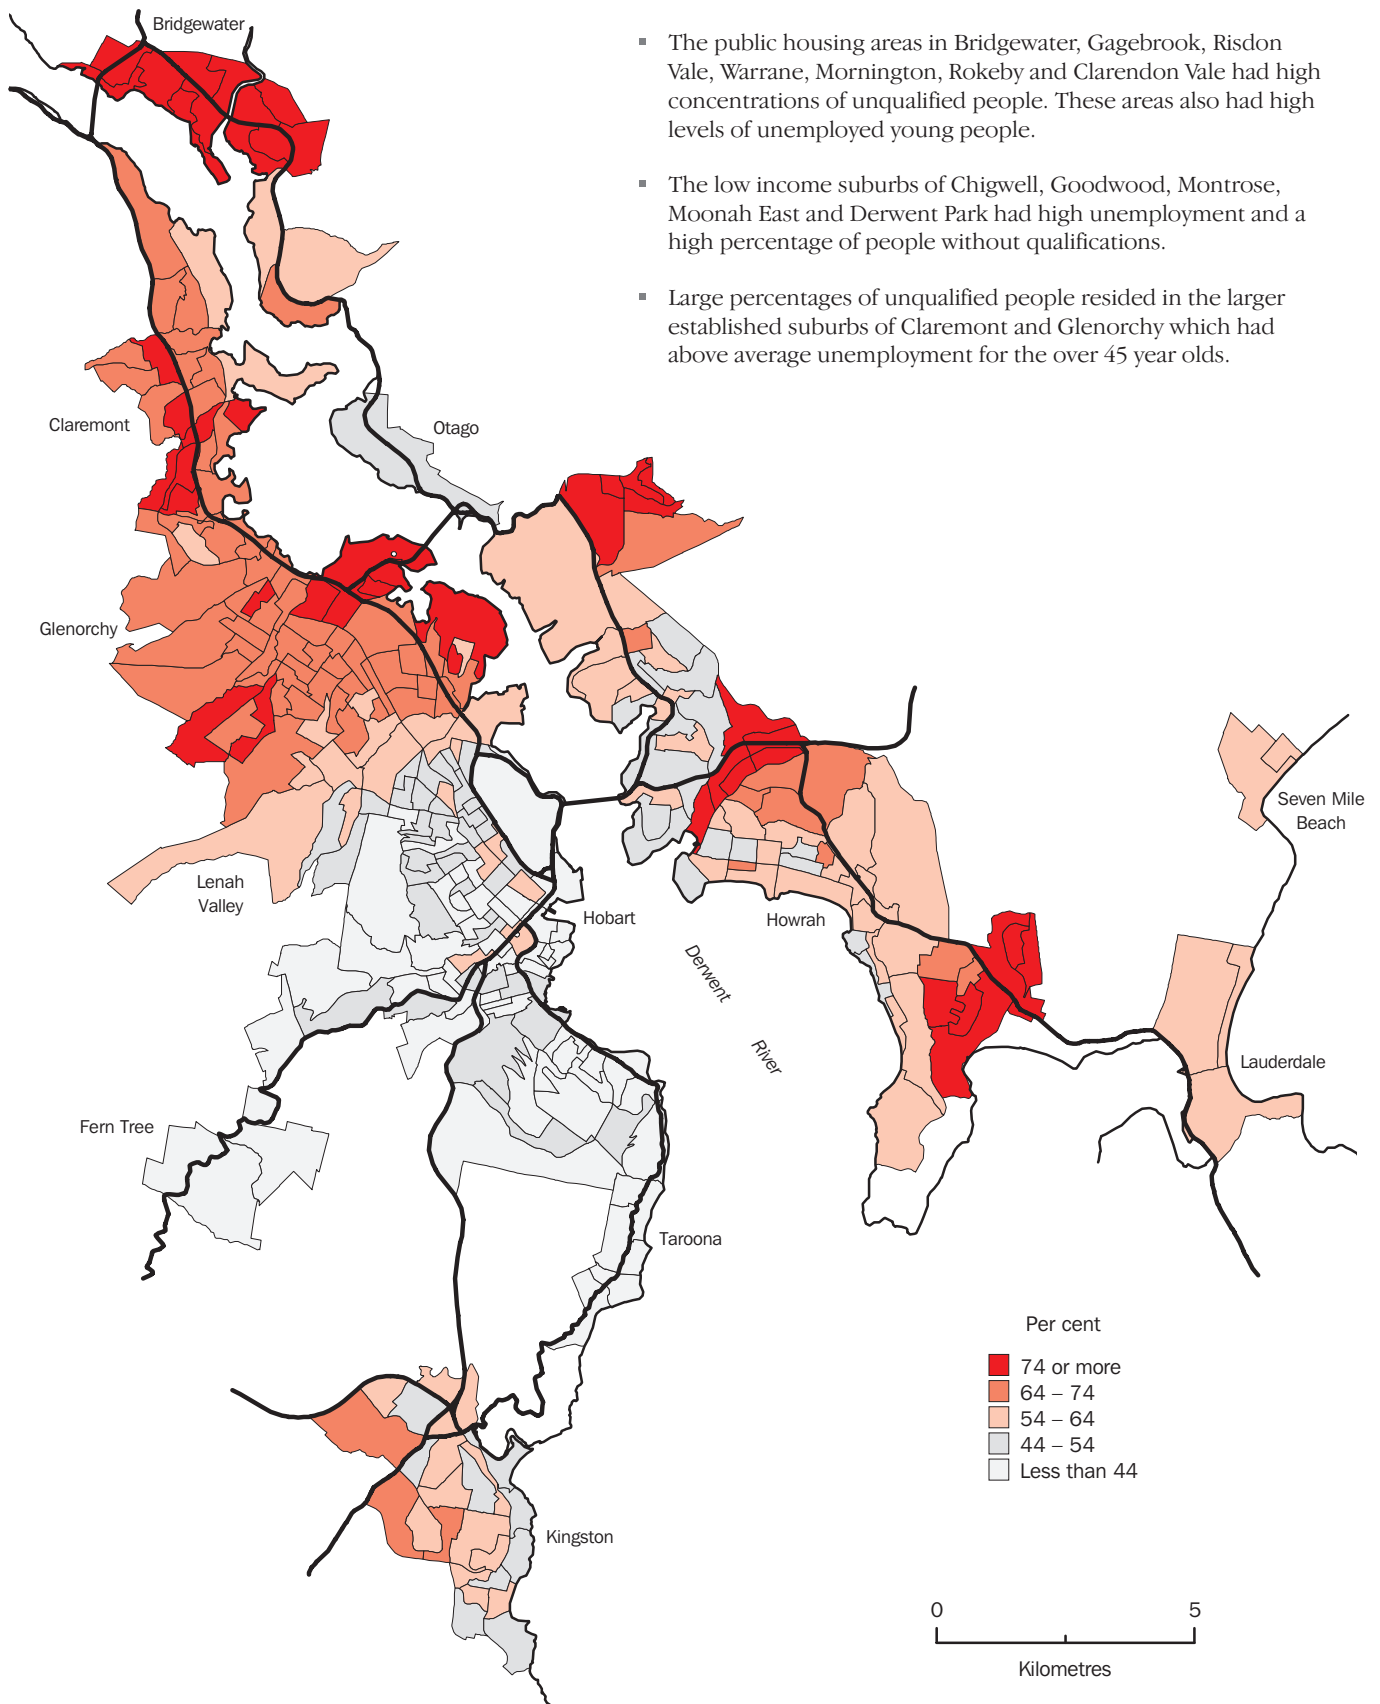 Bridgewater
▪ The public housing areas in Bridgewater, Gagebrook, Risdon
Vale, Warrane, Mornington, Rokeby and Clarendon Vale had high
concentrations of unqualified people. These areas also had high
levels of unemployed young people.
▪ The low income suburbs of Chigwell, Goodwood, Montrose,
Moonah East and Derwent Park had high unemployment and a
high percentage of people without qualifications.
▪ Large percentages of unqualified people resided in the larger
established suburbs of Claremont and Glenorchy which had
above average unemployment for the over 45 year olds.
Claremont
Otago
Glenorchy
Seven Mile
Beach
Lenah
Valley
Hobart
Howrah
Derwent
River
Lauderdale
Fern Tree
Taroona
Per cent
74 or more
64 – 74
54 – 64
44 – 54
Less than 44
Kingston
0 5
Kilometres